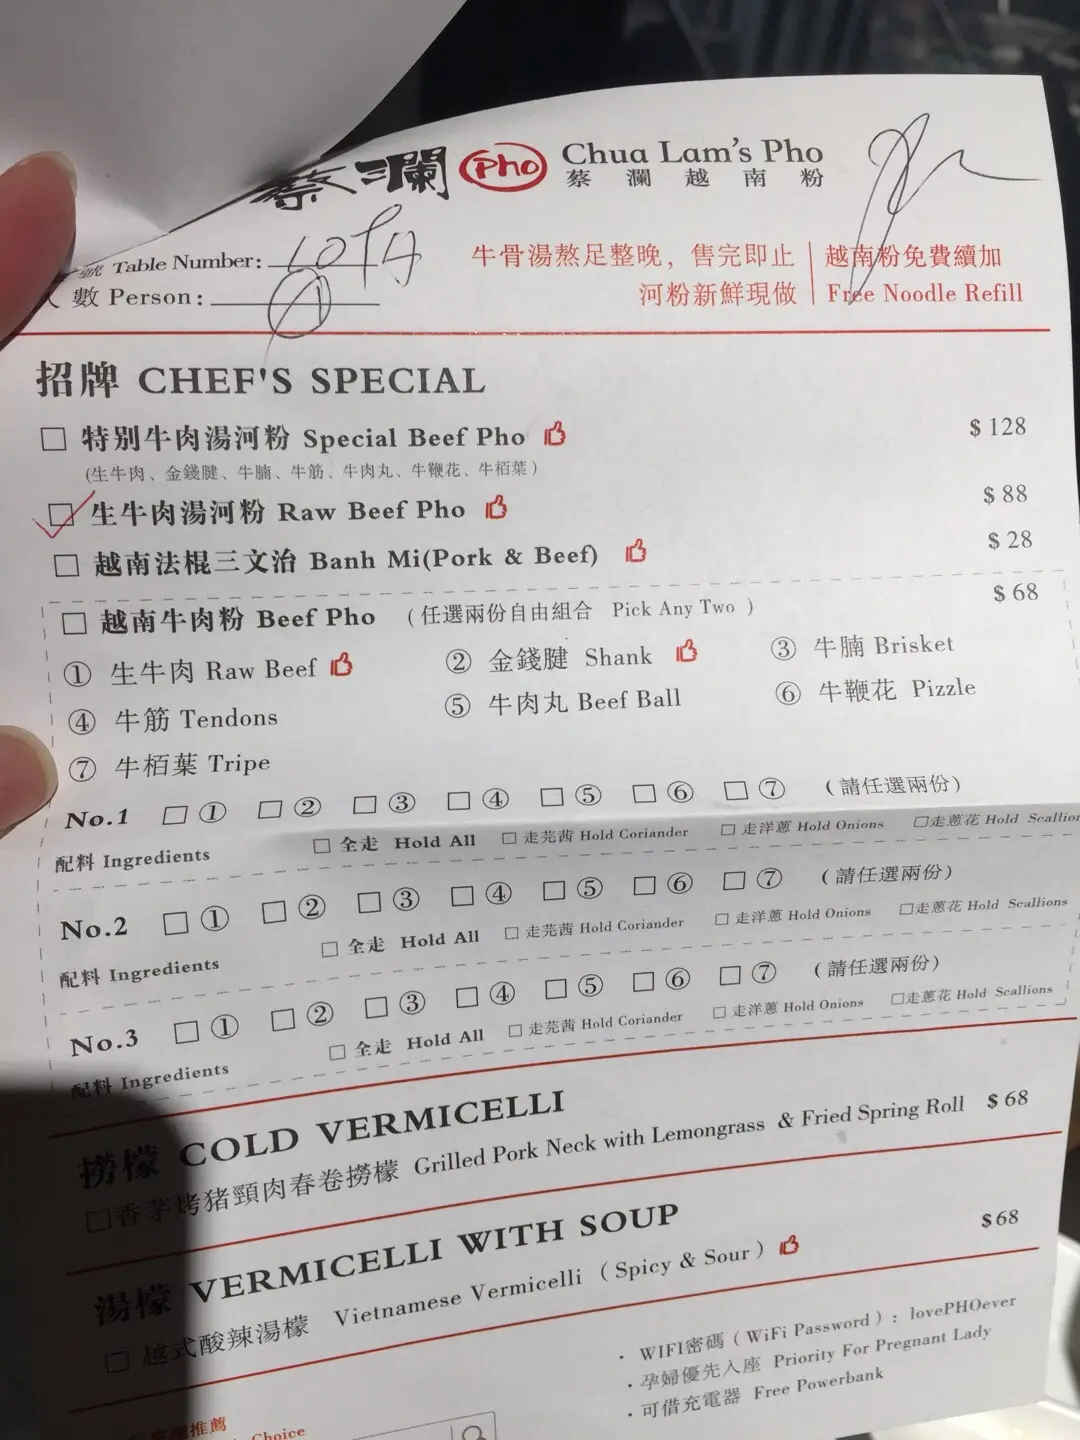 蔡瀾 Pho Chua Lam's Pho
蔡瀾越南粉
號 Table Number:
數 Person:
牛骨湯熬足整晚，售完即止
河粉新鮮現做
越南粉免費續加
Free Noodle Refill
招牌 CHEF'S SPECIAL
□ 特別牛肉湯河粉 Special Beef Pho $ 128
(生牛肉、金錢腱、牛腩、牛筋、牛肉丸、牛鞭花、牛栢葉)
□ 生牛肉湯河粉 Raw Beef Pho $ 88
□ 越南法棍三文治 Banh Mi(Pork & Beef) $ 28
□ 越南牛肉粉 Beef Pho (任選兩份自由組合 Pick Any Two) $ 68
① 生牛肉 Raw Beef ② 金錢腱 Shank ③ 牛腩 Brisket
④ 牛筋 Tendons ⑤ 牛肉丸 Beef Ball ⑥ 牛鞭花 Pizzle
⑦ 牛栢葉 Tripe
No.1 □ ① □ ② □ ③ □ ④ □ ⑤ □ ⑥ □ ⑦ (請任選兩份)
配料 Ingredients □ 全走 Hold All □ 走芫茜 Hold Coriander □ 走洋蔥 Hold Onions □走蔥花 Hold Scallion
No.2 □ ① □ ② □ ③ □ ④ □ ⑤ □ ⑥ □ ⑦ (請任選兩份)
配料 Ingredients □ 全走 Hold All □ 走芫茜 Hold Coriander □ 走洋蔥 Hold Onions □走蔥花 Hold Scallions
No.3 □ ① □ ② □ ③ □ ④ □ ⑤ □ ⑥ □ ⑦ (請任選兩份)
配料 Ingredients □ 全走 Hold All □ 走芫茜 Hold Coriander □ 走洋蔥 Hold Onions □走蔥花 Hold Scallions
撈檬 COLD VERMICELLI
□香茅烤猪頸肉春卷撈檬 Grilled Pork Neck with Lemongrass & Fried Spring Roll $ 68
湯檬 VERMICELLI WITH SOUP
□ 越式酸辣湯檬 Vietnamese Vermicelli (Spicy & Sour) $68
· WIFI密碼 (WiFi Password): lovePHOever
· 孕婦優先入座 Priority For Pregnant Lady
· 可借充電器 Free Powerbank
推薦
Choice